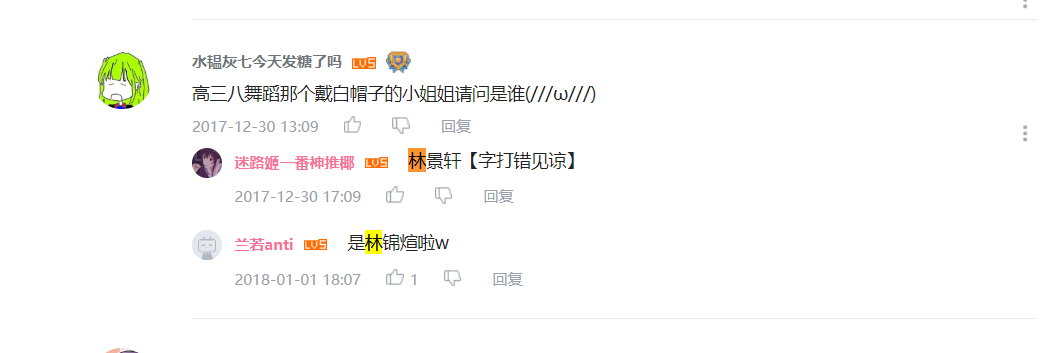 水韫灰七今天发糖了吗 LV5
高三八舞蹈那个戴白帽子的小姐姐请问是谁(///ω///)
2017-12-30 13:09 回复
迷路姬一番神推椰 LV5 林景轩【字打错见谅】
2017-12-30 17:09 回复
兰若anti LV5 是林锦煊啦w
2018-01-01 18:07 1 回复